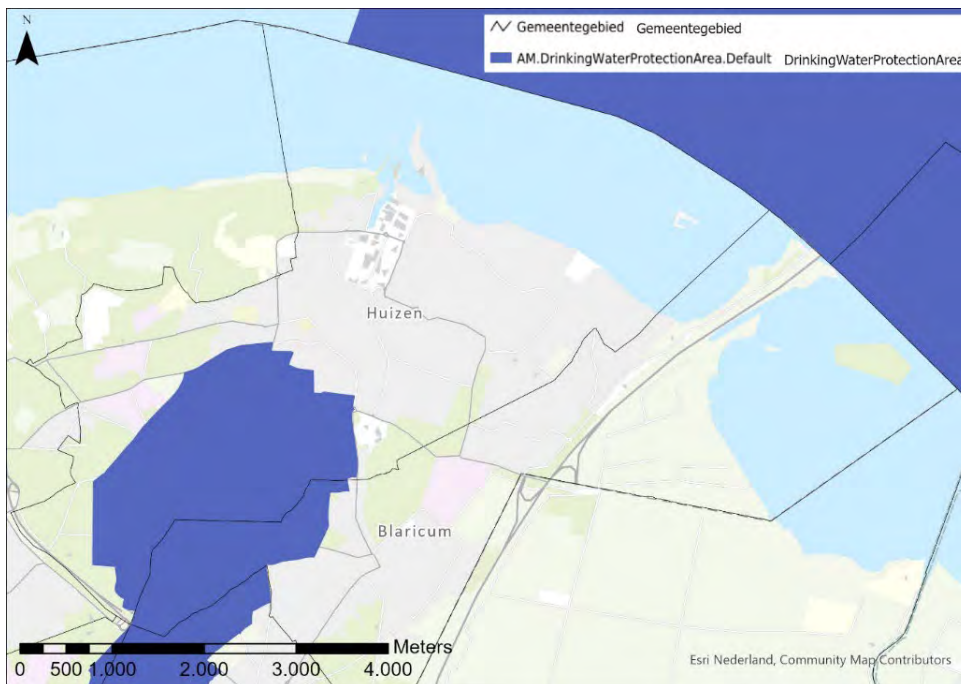 N
Gemeentegebied Gemeentegebied
AM.DrinkingWaterProtectionArea.Default DrinkingWaterProtectionArea
Huizen
Blaricum
Meters
0 500 1.000 2.000 3.000 4.000
Esri Nederland, Community Map Contributors